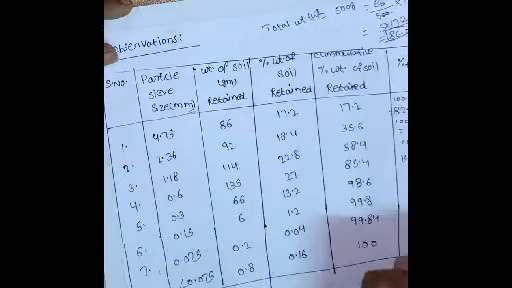 Observations:
Total wt of 500g = 86
500
= 0.172
S.No. Particle sieve size(mm) wt of soil (gm) Retained % wt of soil Retained cummulative % wt. of soil Retained
1. 4.75 86 17.2 17.2
2. 2.36 92 18.4 35.6
3. 1.18 114 22.8 58.4
4. 0.6 135 27 85.4
5. 0.3 66 13.2 98.6
6. 0.15 6 1.2 99.8
7. 0.075 0.2 0.04 99.84
<0.075 0.8 0.16 100